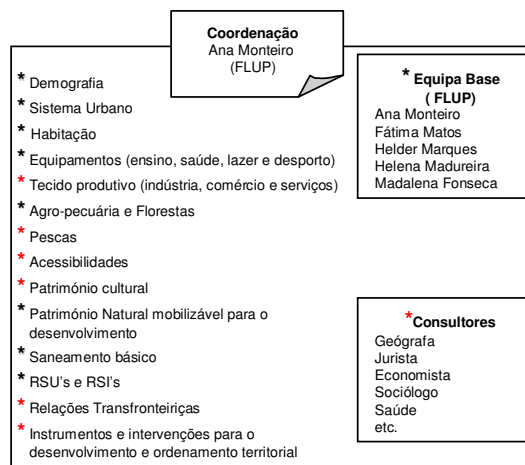 Coordenação
Ana Monteiro
(FLUP)
* Demografia
* Sistema Urbano
* Habitação
* Equipamentos (ensino, saúde, lazer e desporto)
* Tecido produtivo (indústria, comércio e serviços)
* Agro-pecuária e Florestas
* Pescas
* Acessibilidades
* Património cultural
* Património Natural mobilizável para o
desenvolvimento
* Saneamento básico
* RSU's e RSI's
* Relações Transfronteiriças
* Instrumentos e intervenções para o
desenvolvimento e ordenamento territorial
* Equipa Base
( FLUP)
Ana Monteiro
Fátima Matos
Helder Marques
Helena Madureira
Madalena Fonseca
*Consultores
Geógrafa
Jurista
Economista
Sociólogo
Saúde
etc.